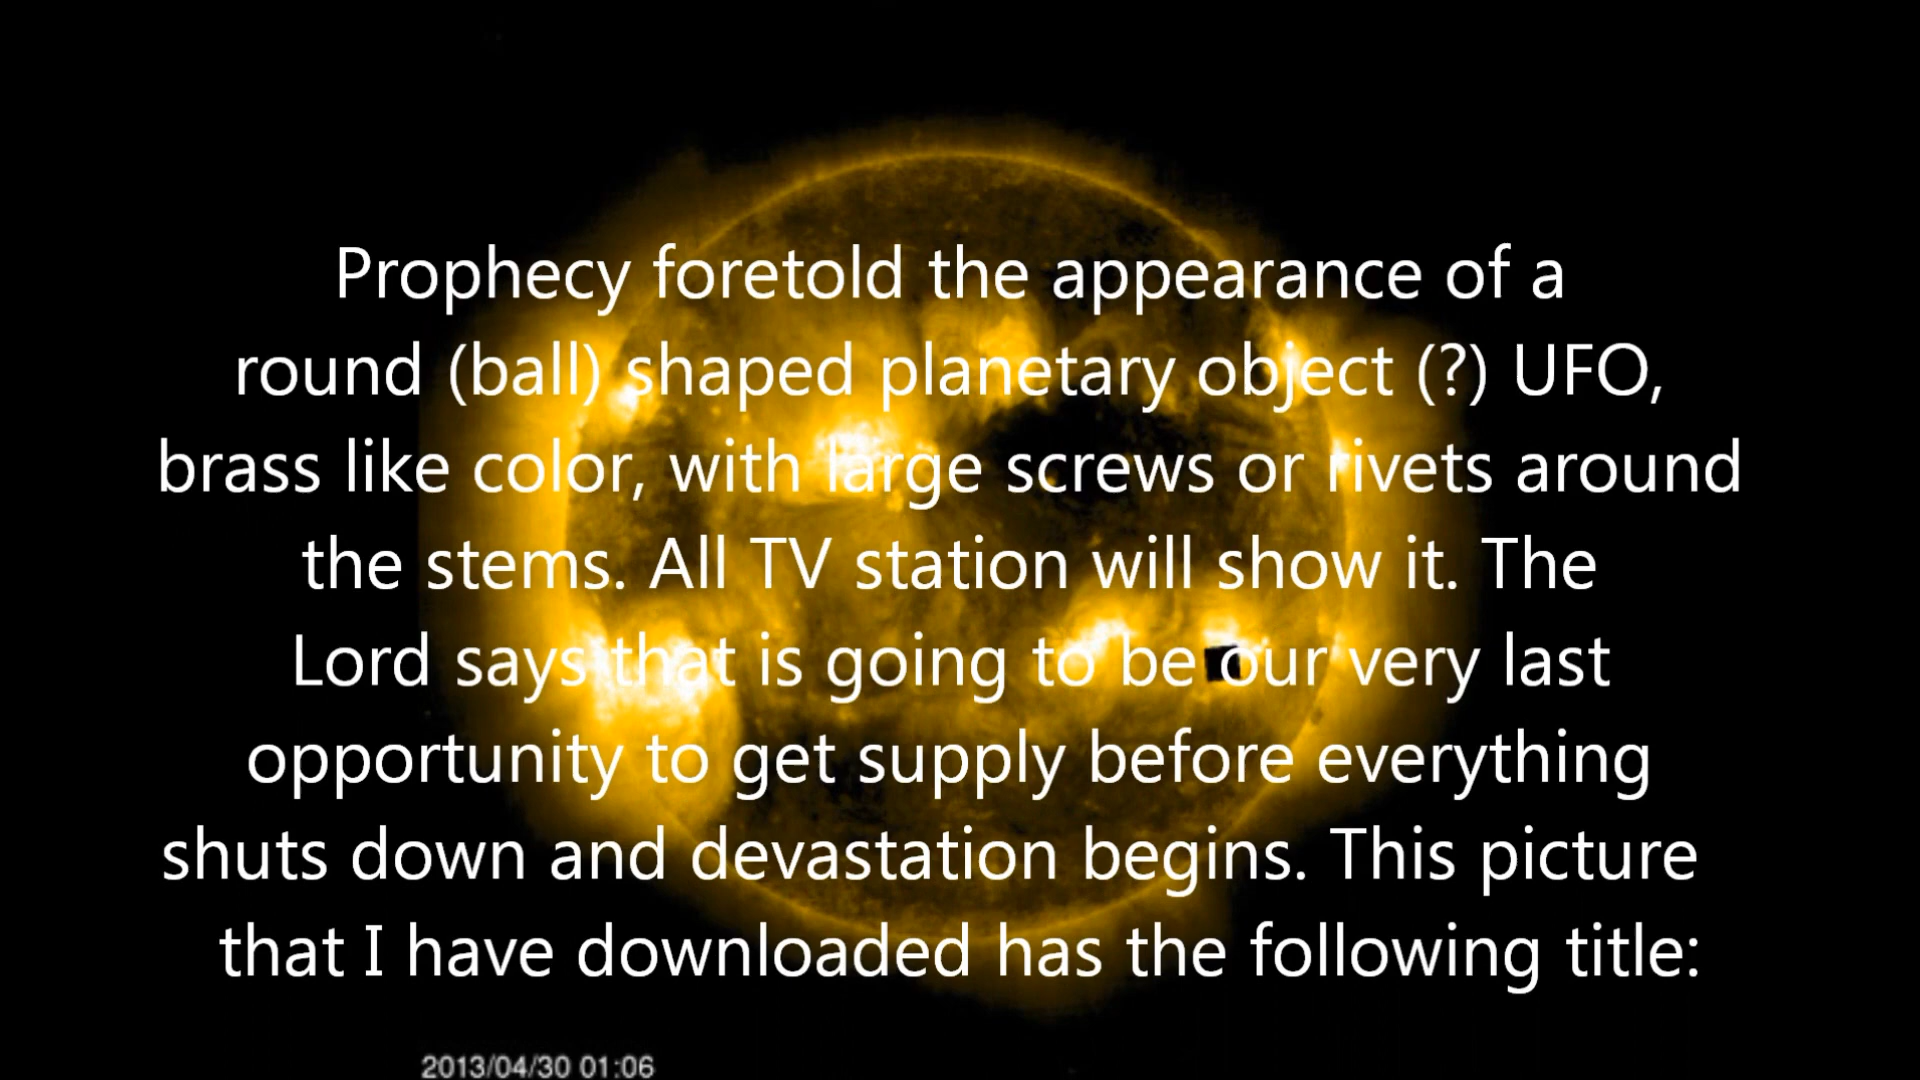 Prophecy foretold the appearance of a
round (ball) shaped planetary object (?) UFO,
brass like color, with large screws or rivets around
the stems. All TV station will show it. The
Lord says that is going to be our very last
opportunity to get supply before everything
shuts down and devastation begins. This picture
that I have downloaded has the following title:
2013/04/30 01:06